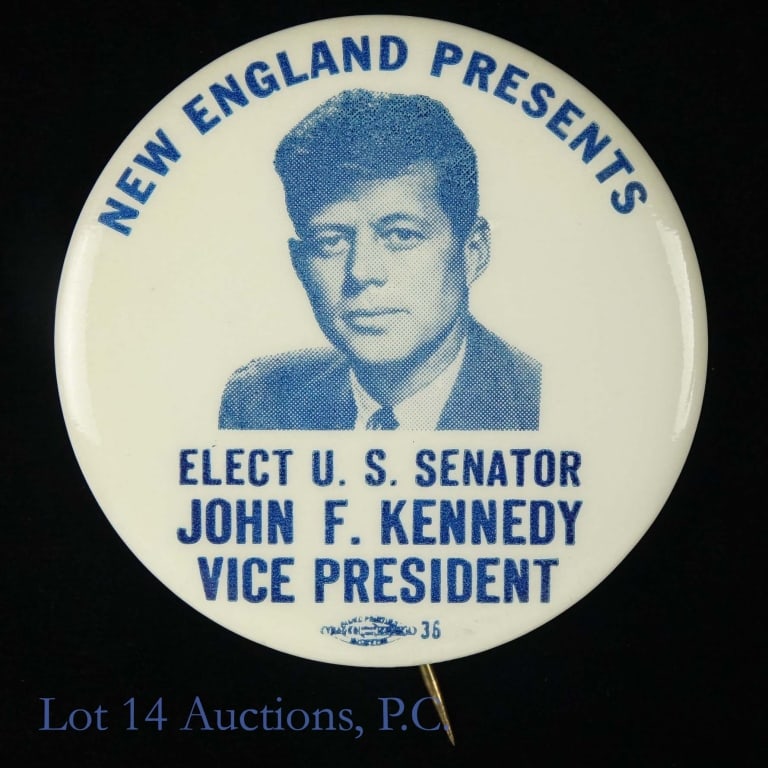 NEW ENGLAND PRESENTS
ELECT U. S. SENATOR
JOHN F. KENNEDY
VICE PRESIDENT
36
Lot 14 Auctions, P.C.